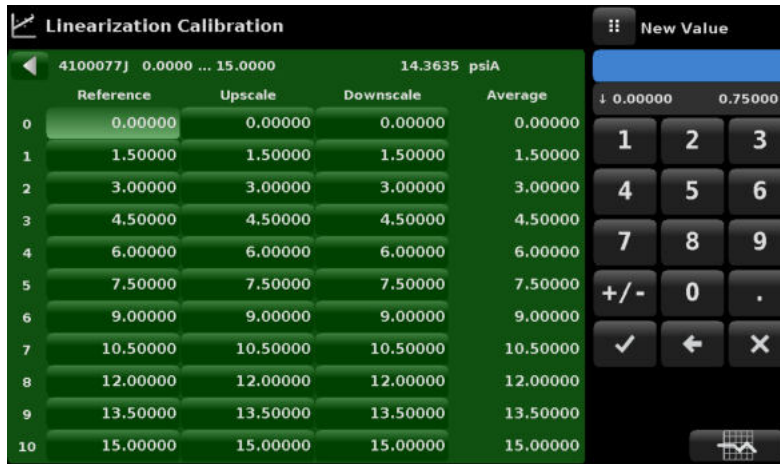 Linearization Calibration
New Value
4100077J 0.0000 ... 15.0000 14.3635 psiA
↓ 0.00000 0.75000
Reference Upscale Downscale Average
0 0.00000 0.00000 0.00000 0.00000
1 1.50000 1.50000 1.50000 1.50000
2 3.00000 3.00000 3.00000 3.00000
3 4.50000 4.50000 4.50000 4.50000
4 6.00000 6.00000 6.00000 6.00000
5 7.50000 7.50000 7.50000 7.50000
6 9.00000 9.00000 9.00000 9.00000
7 10.50000 10.50000 10.50000 10.50000
8 12.00000 12.00000 12.00000 12.00000
9 13.50000 13.50000 13.50000 13.50000
10 15.00000 15.00000 15.00000 15.00000
1 2 3
4 5 6
7 8 9
+/- 0 .